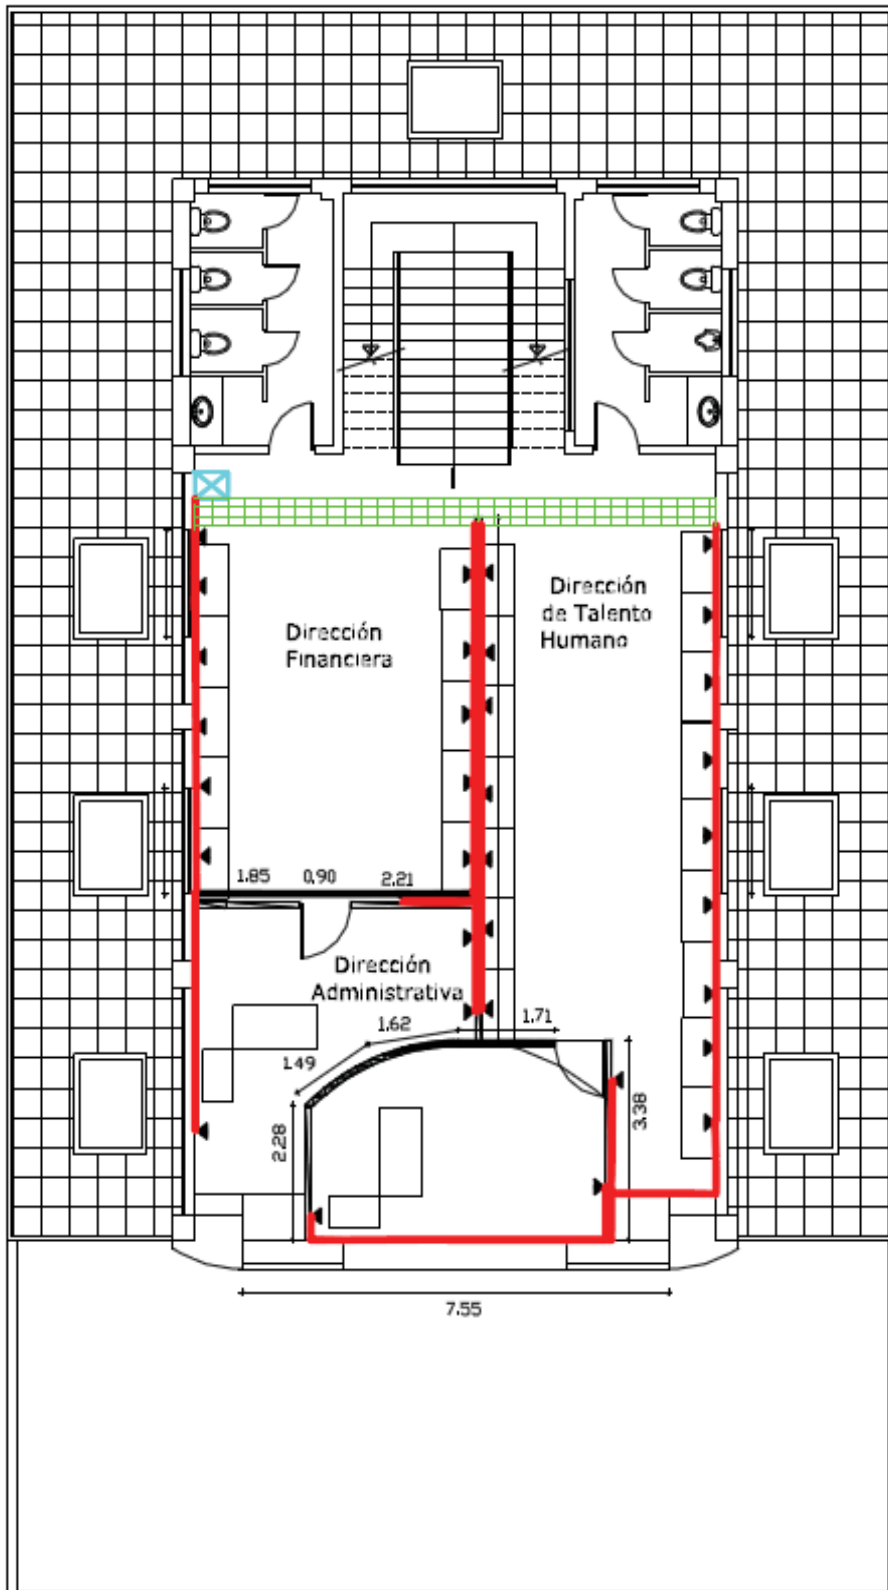 Dirección
de Talento
Humano
Dirección
Financiera
1.85
0.90
2.21
Dirección
Administrativa
1.62
1.71
1.49
2.28
3.38
7.55